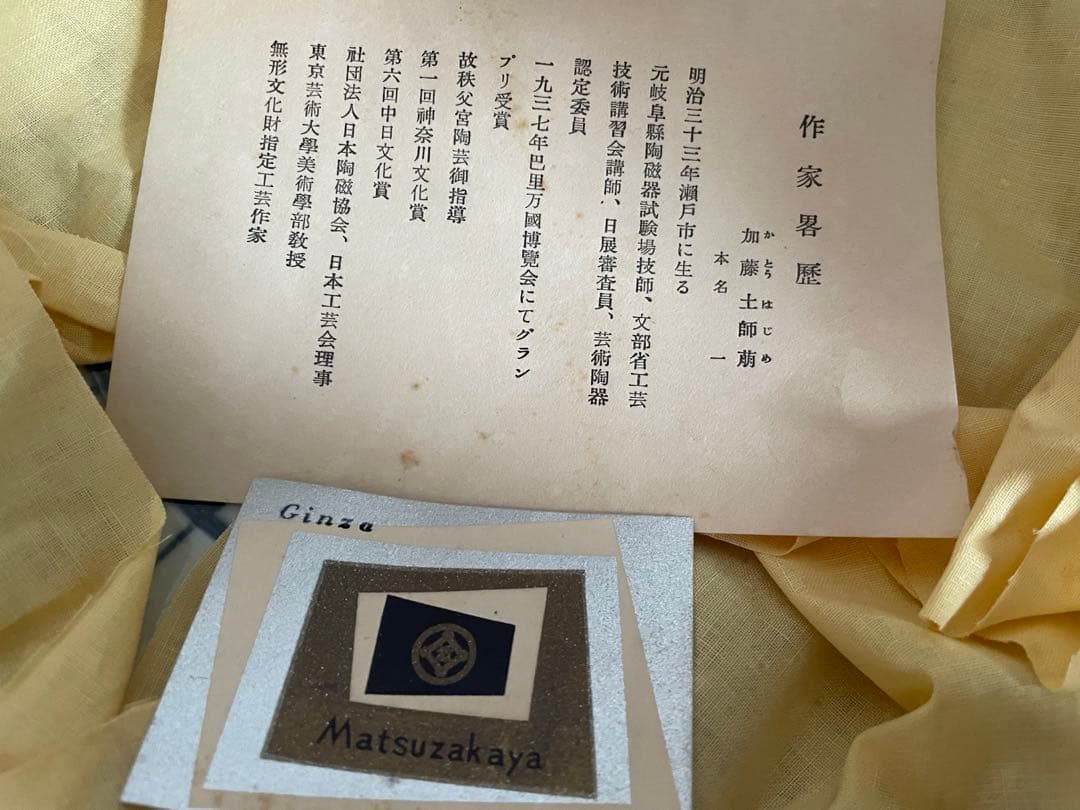 作家畧歴
加藤土師萠
かとうはじめ
本名 一
明治三十三年瀬戸市に生る
元岐阜縣陶磁器試験場技師、文部省工芸
技術講習会講師、日展審査員、芸術陶器
認定委員
一九三七年巴里万國博覧会にてグラン
プリ受賞
故秩父宮陶芸御指導
第一回神奈川文化賞
第六回中日文化賞
社団法人日本陶磁協会、日本工芸会理事
東京芸術大學美術學部教授
無形文化財指定工芸作家
Ginza
Matsuzakaya